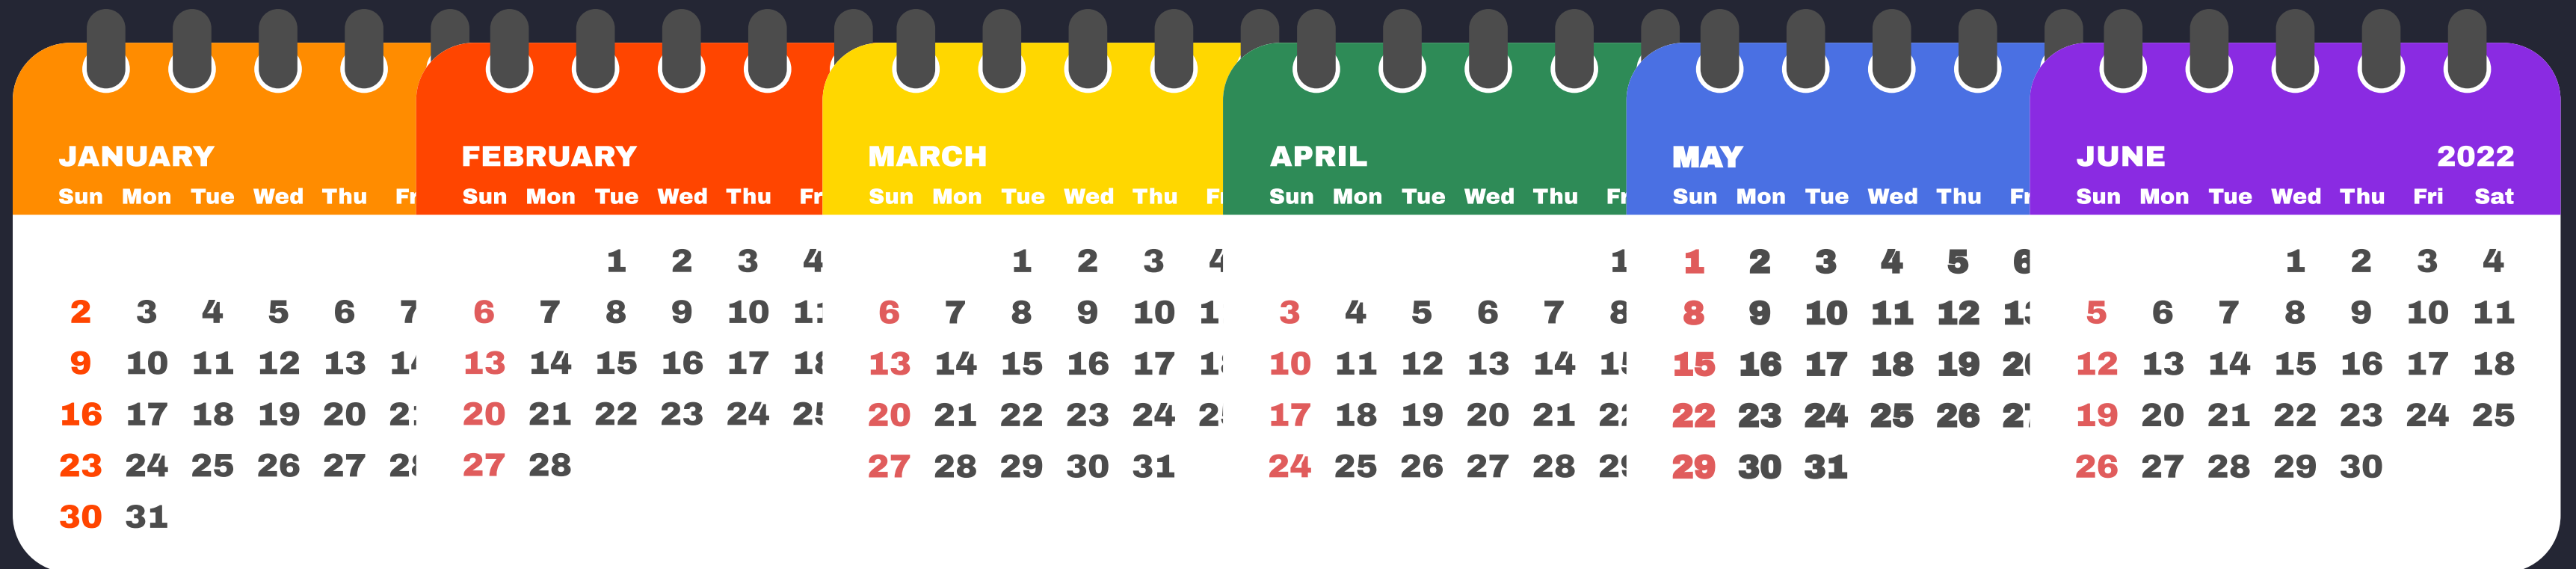 JANUARY
Sun Mon Tue Wed Thu
2 3 4 5 6 7
9 10 11 12 13
16 17 18 19 20
23 24 25 26 27
30 31
FEBRUARY
Sun Mon Tue Wed Thu
1 2 3 4
6 7 8 9 10
13 14 15 16 17
20 21 22 23 24
27 28
MARCH
Sun Mon Tue Wed Thu
1 2 3
6 7 8 9 10
13 14 15 16 17
20 21 22 23 24
27 28 29 30 31
APRIL
Sun Mon Tue Wed Thu
1
3 4 5 6 7 8
10 11 12 13 14
17 18 19 20 21
24 25 26 27 28
MAY
Sun Mon Tue Wed Thu
1 2 3 4 5 6
8 9 10 11 12
15 16 17 18 19
22 23 24 25 26
29 30 31
JUNE 2022
Sun Mon Tue Wed Thu Fri Sat
1 2 3 4
5 6 7 8 9 10 11
12 13 14 15 16 17 18
19 20 21 22 23 24 25
26 27 28 29 30